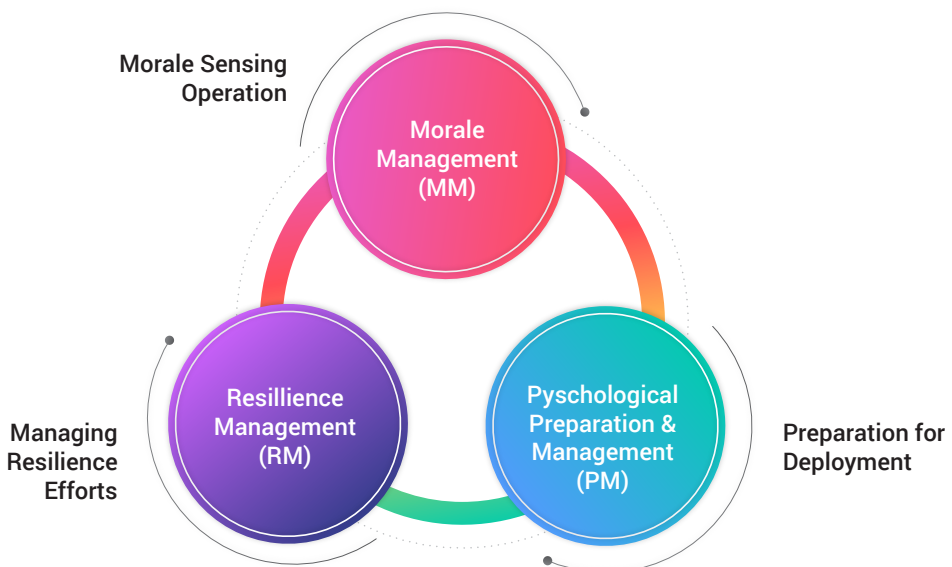 Morale Sensing
Operation
Morale
Management
(MM)
Resillience
Management
(RM)
Pyschological
Preparation &
Management
(PM)
Managing
Resilience
Efforts
Preparation for
Deployment